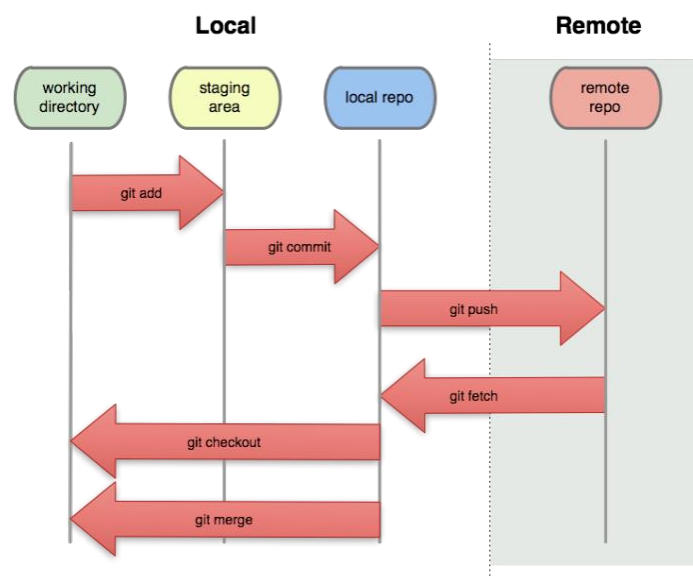 Local
Remote
working
directory
staging
area
local repo
remote
repo
git add
git commit
git push
git fetch
git checkout
git merge